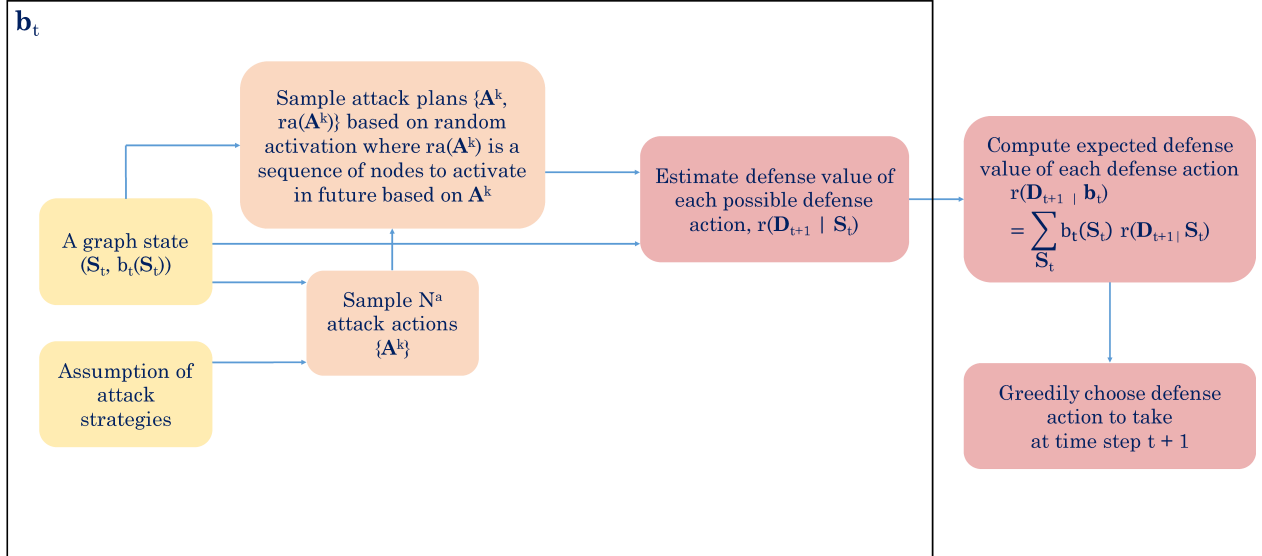 b_t
Sample attack plans {A^k,
ra(A^k)} based on random
activation where ra(A^k) is a
sequence of nodes to activate
in future based on A^k
A graph state
(S_t, b_t(S_t))
Sample N^a
attack actions
{A^k}
Assumption of
attack
strategies
Estimate defense value of
each possible defense
action, r(D_{t+1} | S_t)
Compute expected defense
value of each defense action
r(D_{t+1 |} b_t)
= ∑_{S_t} b_t(S_t) r(D_{t+1|} S_t)
Greedily choose defense
action to take
at time step t + 1